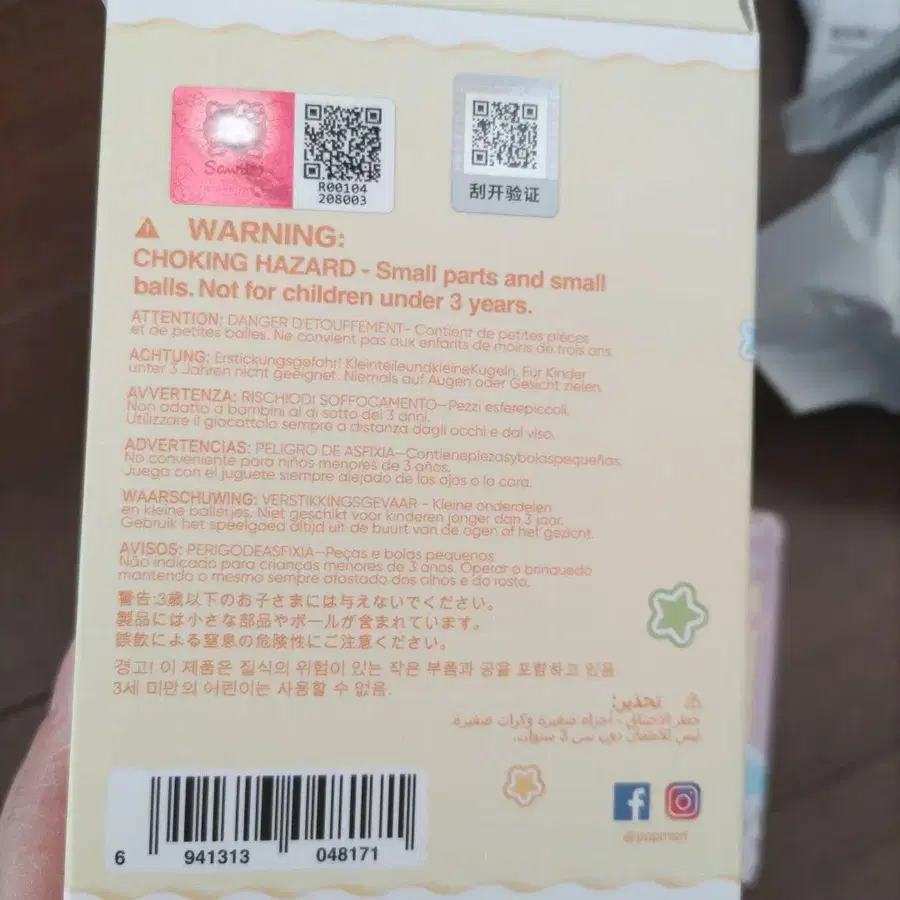 Sanrio
R00104
208003
刮开验证
WARNING:
CHOKING HAZARD - Small parts and small
balls. Not for children under 3 years.
ATTENTION: DANGER D'ETOUFFEMENT - Contient de petites pièces
et de petites balles. Ne convient pas aux enfants de moins de trois ans.
ACHTUNG: Erstickungsgefahr! KleinteileundkleineKugeln. Für Kinder
unter 3 Jahren nicht geeignet. Niemals auf Augen oder Gesicht zielen.
AVVERTENZA: RISCHIODI SOFFOCAMENTO—Pezzi esferepiccoli.
Non adatto a bambini al di sotto dei 3 anni.
Utilizzare il giocattolo sempre a distanza dagli occhi e dal viso.
ADVERTENCIAS: PELIGRO DE ASFIXIA—Contienepiezasybolaspequeñas.
No conveniente para niños menores de 3 años.
Juega con el juguete siempre alejado de los ojos o la cara.
WAARSCHUWING: VERSTIKKINGSGEVAAR - Kleine onderdelen
en kleine balletjes. Niet geschikt voor kinderen jonger dan 3 jaar.
Gebruik het speelgoed altijd uit de buurt van de ogen of het gezicht.
AVISOS: PERIGODEASFIXIA—Peças e bolas pequenos
Não indicado para crianças menores de 3 anos. Operar o brinquedo
mantendo o mesmo sempre afastado dos olhos e do rosto.
警告:3歳以下のお子さまには与えないでください。
製品には小さな部品やボールが含まれています。
誤飲による窒息の危険性にご注意ください。
경고! 이 제품은 질식의 위험이 있는 작은 부품과 공을 포함하고 있음
3세 미만의 어린이는 사용할 수 없음.
تحذير:
خطر الاختناق - أجزاء صغيرة وكرات صغيرة.
ليس للأطفال دون سن 3 سنوات.
6 941313 048171
@popmart